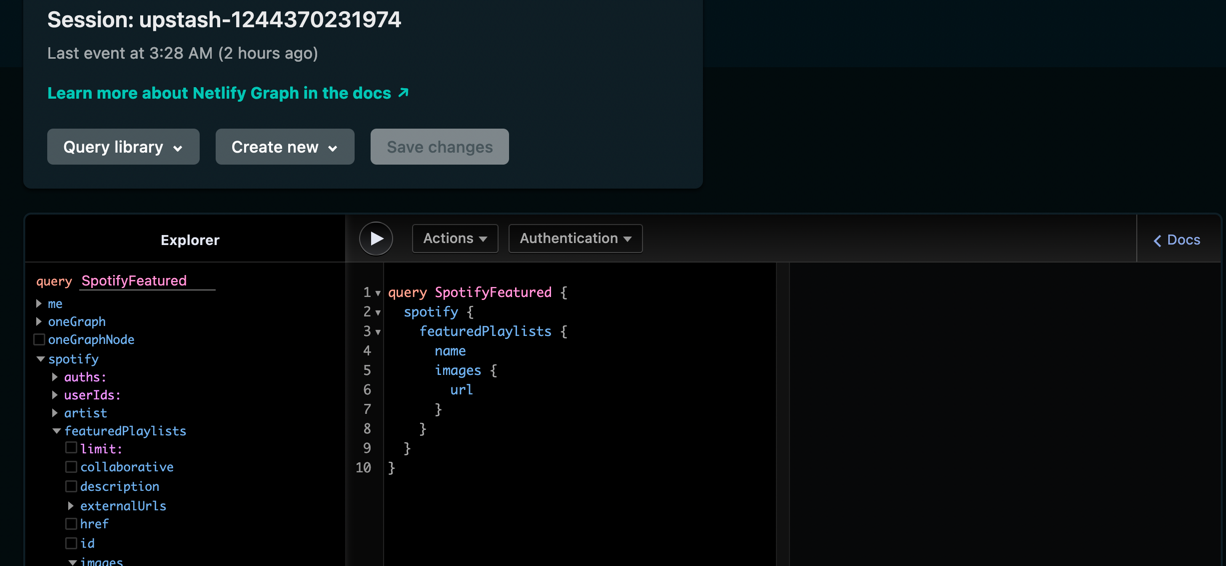 Session: upstash-1244370231974
Last event at 3:28 AM (2 hours ago)
Learn more about Netlify Graph in the docs ↗
Query library
Create new
Save changes
Explorer
query SpotifyFeatured
me
oneGraph
oneGraphNode
spotify
auths:
userIds:
artist
featuredPlaylists
limit:
collaborative
description
externalUrls
href
id
images
Actions
Authentication
Docs
1 query SpotifyFeatured {
2 spotify {
3 featuredPlaylists {
4 name
5 images {
6 url
7 }
8 }
9 }
10 }